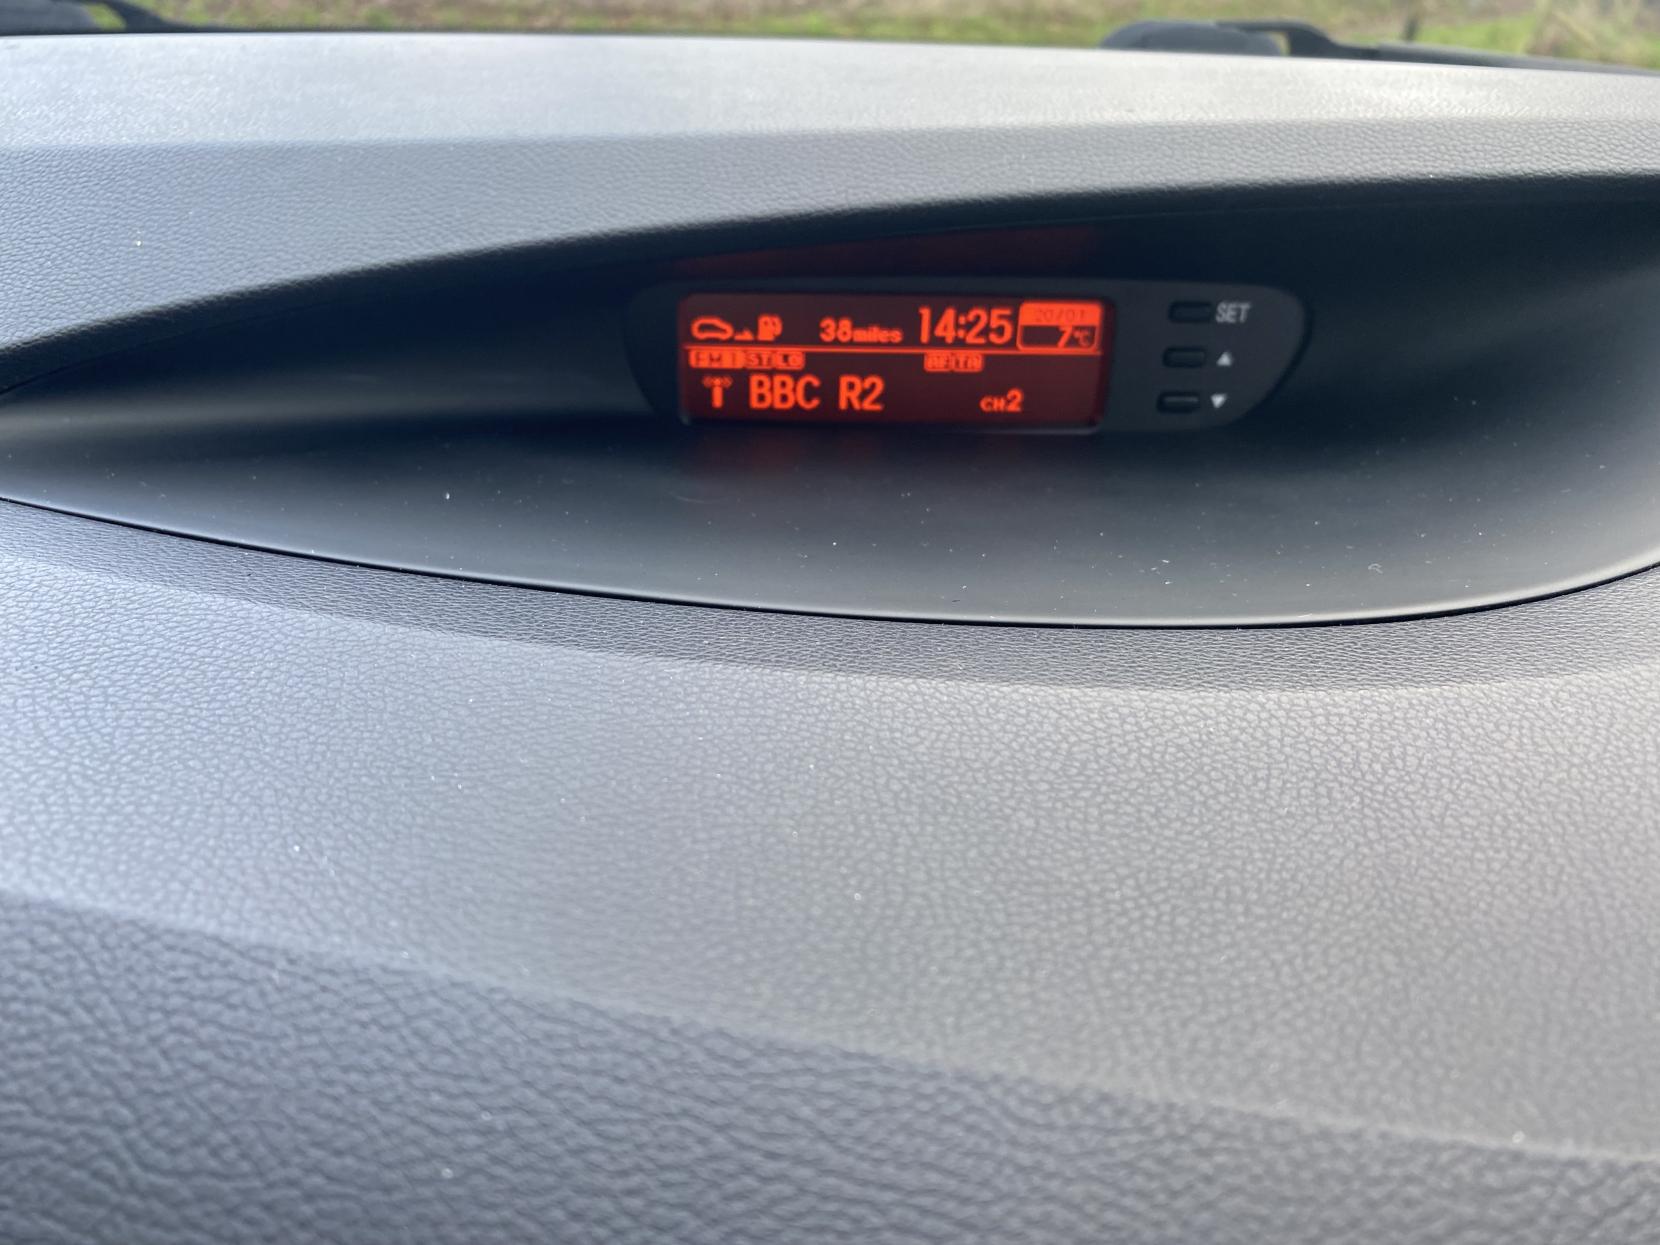 38miles 14:25 20/01
7°C
FM1 ST LO AF TA
BBC R2 CH2
SET